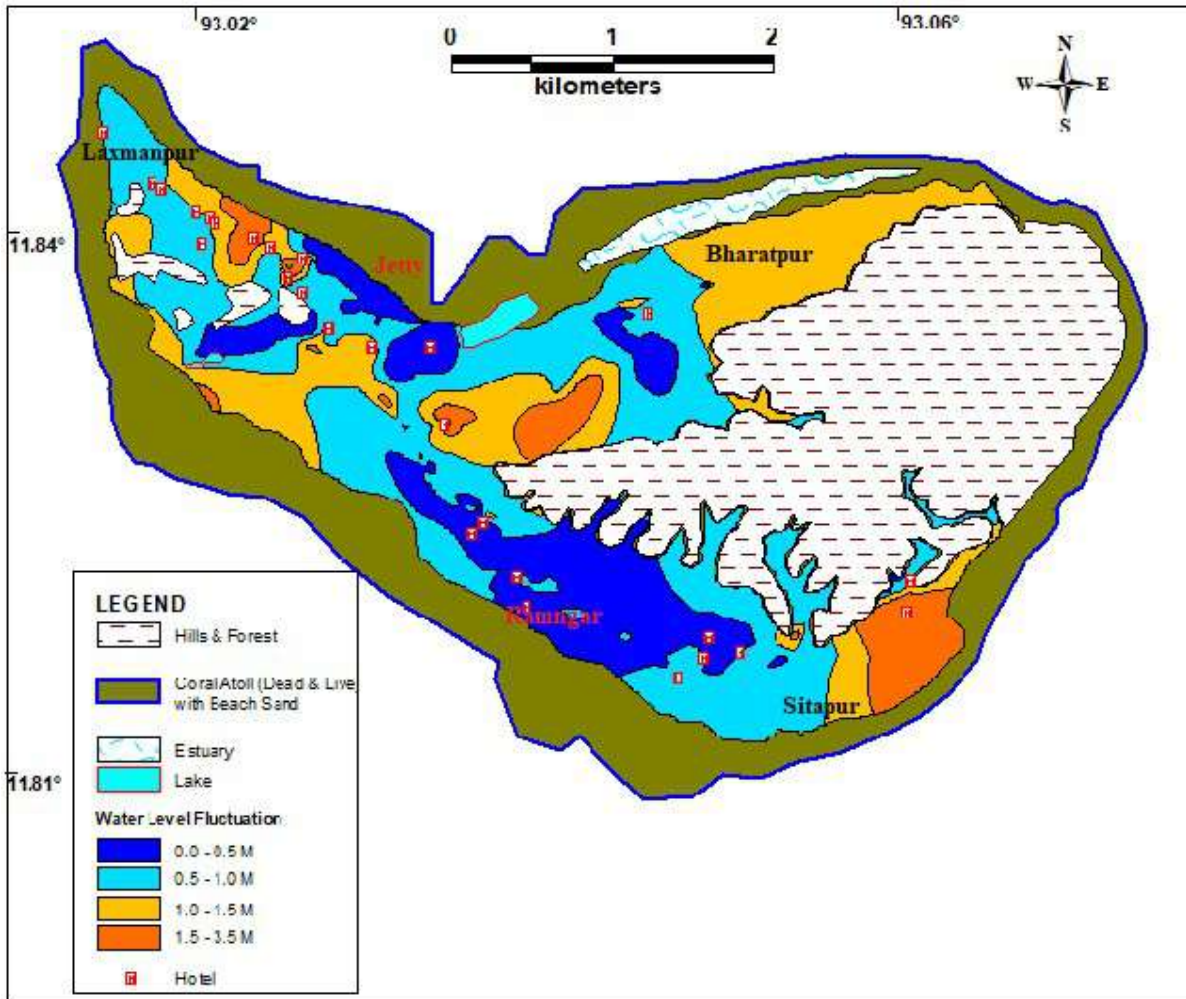 93.02°
93.06°
0 1 2
kilometers
N
W E
S
Laxmanpur
11.84°
Jetty
Bharatpur
Ramngar
Sitapur
11.81°
LEGEND
Hills & Forest
Coral Atoll (Dead & Live)
with Beach Sand
Estuary
Lake
Water Level Fluctuation
0.0 - 0.5 M
0.5 - 1.0 M
1.0 - 1.5 M
1.5 - 3.5 M
Hotel